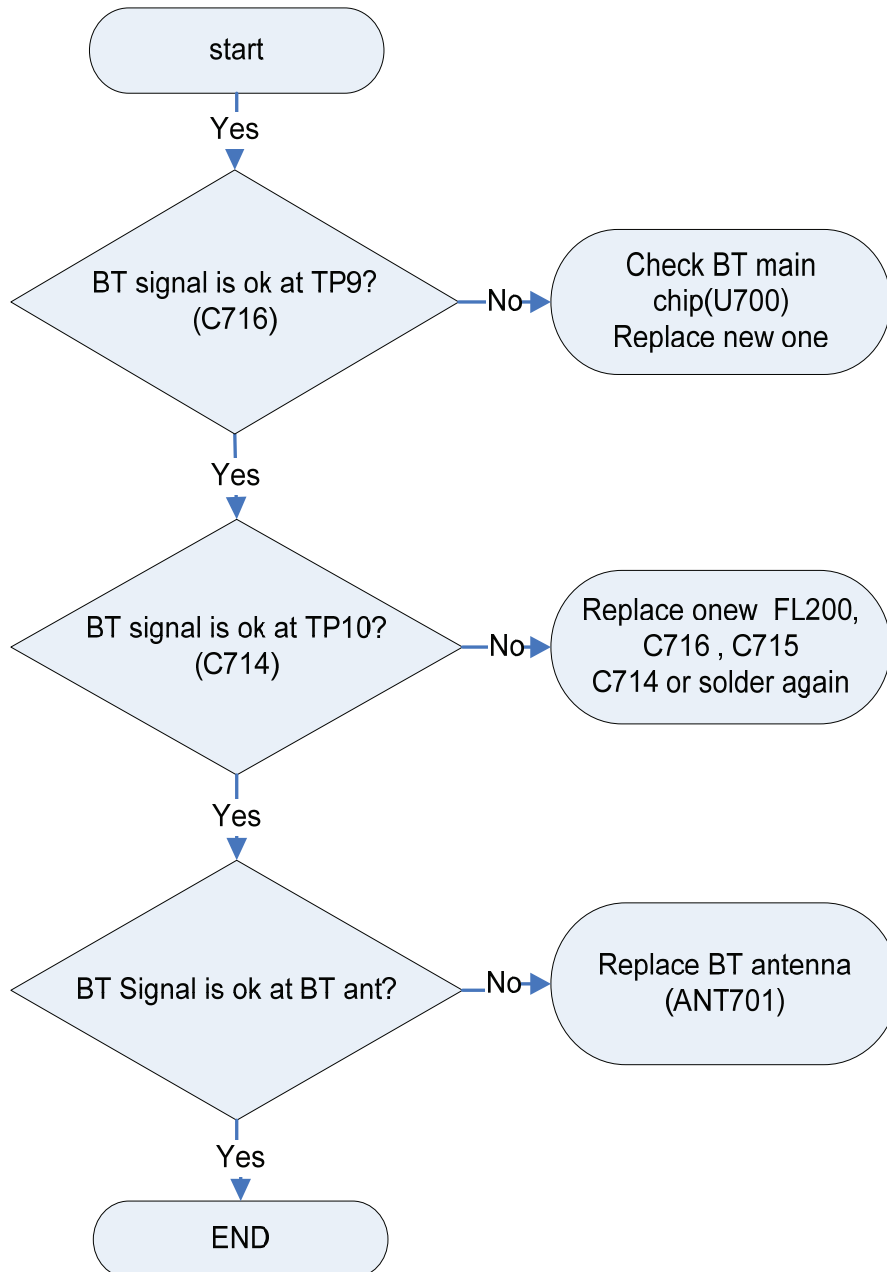 start
Yes
BT signal is ok at TP9?
(C716)
No
Check BT main
chip(U700)
Replace new one
Yes
BT signal is ok at TP10?
(C714)
No
Replace onew FL200,
C716 , C715
C714 or solder again
Yes
BT Signal is ok at BT ant?
No
Replace BT antenna
(ANT701)
Yes
END